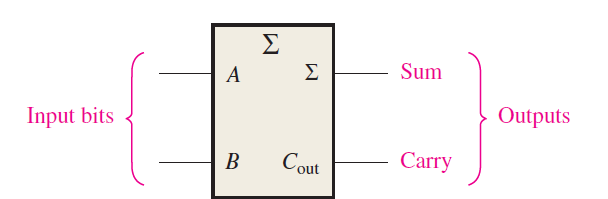 Σ
A Σ Sum
Input bits Outputs
B Cout Carry